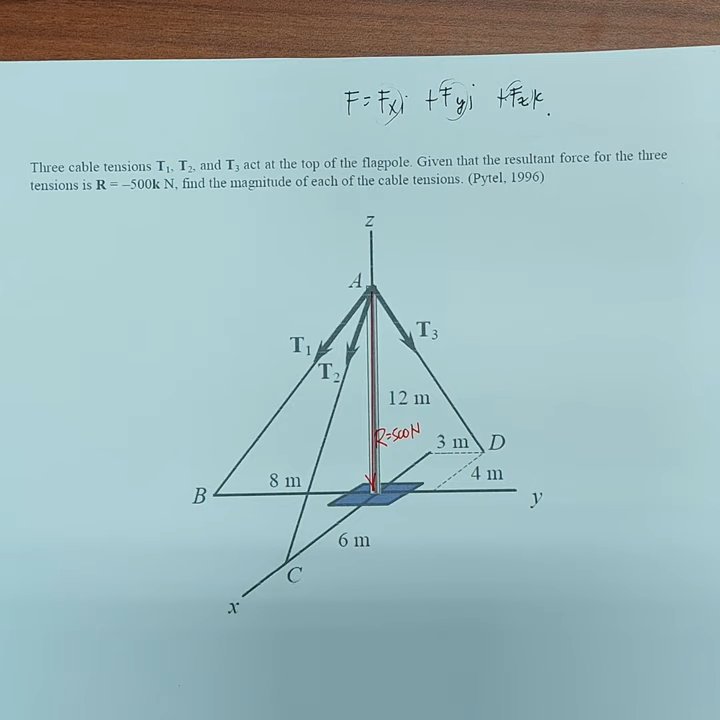 F = Fxi + Fyj + Fzk.
Three cable tensions T1, T2, and T3 act at the top of the flagpole. Given that the resultant force for the three
tensions is R = –500k N, find the magnitude of each of the cable tensions. (Pytel, 1996)
z
A
T1
T3
T2
12 m
R=500N
3 m
D
8 m
4 m
B
y
6 m
C
x